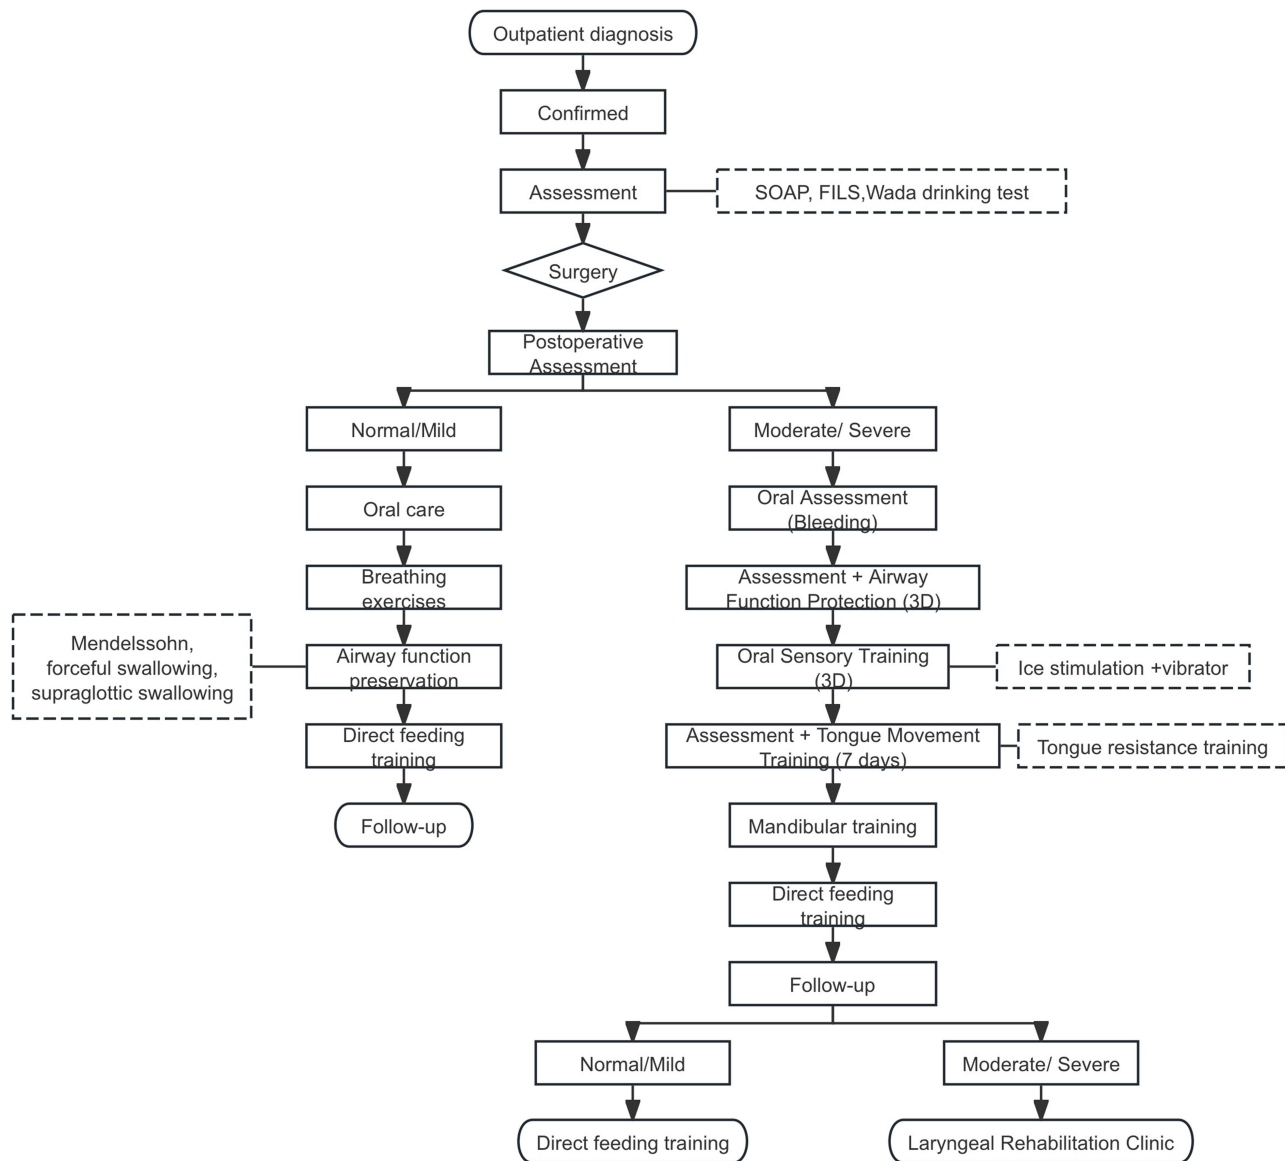 Outpatient diagnosis
Confirmed
Assessment
SOAP, FILS,Wada drinking test
Surgery
Postoperative
Assessment
Normal/Mild
Moderate/ Severe
Oral care
Oral Assessment
(Bleeding)
Breathing
exercises
Assessment + Airway
Function Protection (3D)
Mendelssohn,
forceful swallowing,
supraglottic swallowing
Airway function
preservation
Oral Sensory Training
(3D)
Ice stimulation +vibrator
Direct feeding
training
Assessment + Tongue Movement
Training (7 days)
Tongue resistance training
Follow-up
Mandibular training
Direct feeding
training
Follow-up
Normal/Mild
Moderate/ Severe
Direct feeding training
Laryngeal Rehabilitation Clinic